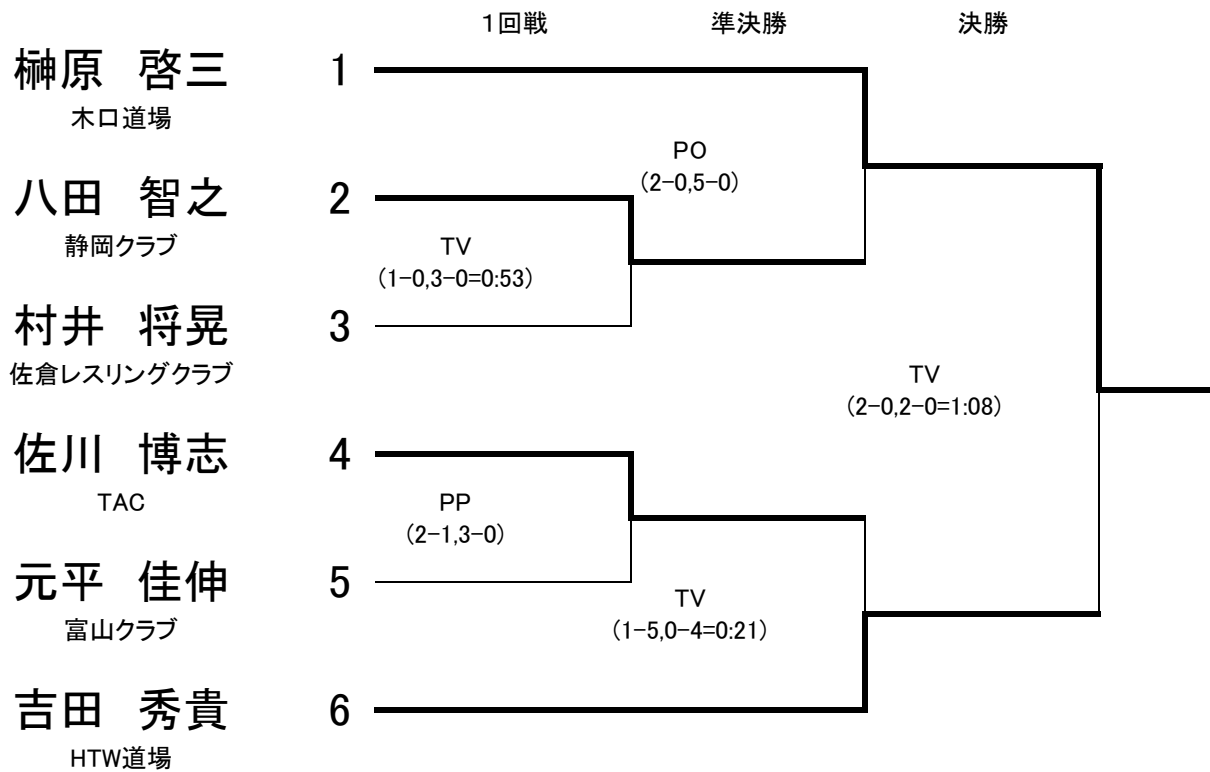 1回戦 準決勝 決勝
榊原 啓三 1
木口道場
PO
(2-0,5-0)
八田 智之 2
静岡クラブ
TV
(1-0,3-0=0:53)
村井 将晃 3
佐倉レスリングクラブ
TV
(2-0,2-0=1:08)
佐川 博志 4
TAC
PP
(2-1,3-0)
元平 佳伸 5
富山クラブ
TV
(1-5,0-4=0:21)
吉田 秀貴 6
HTW道場